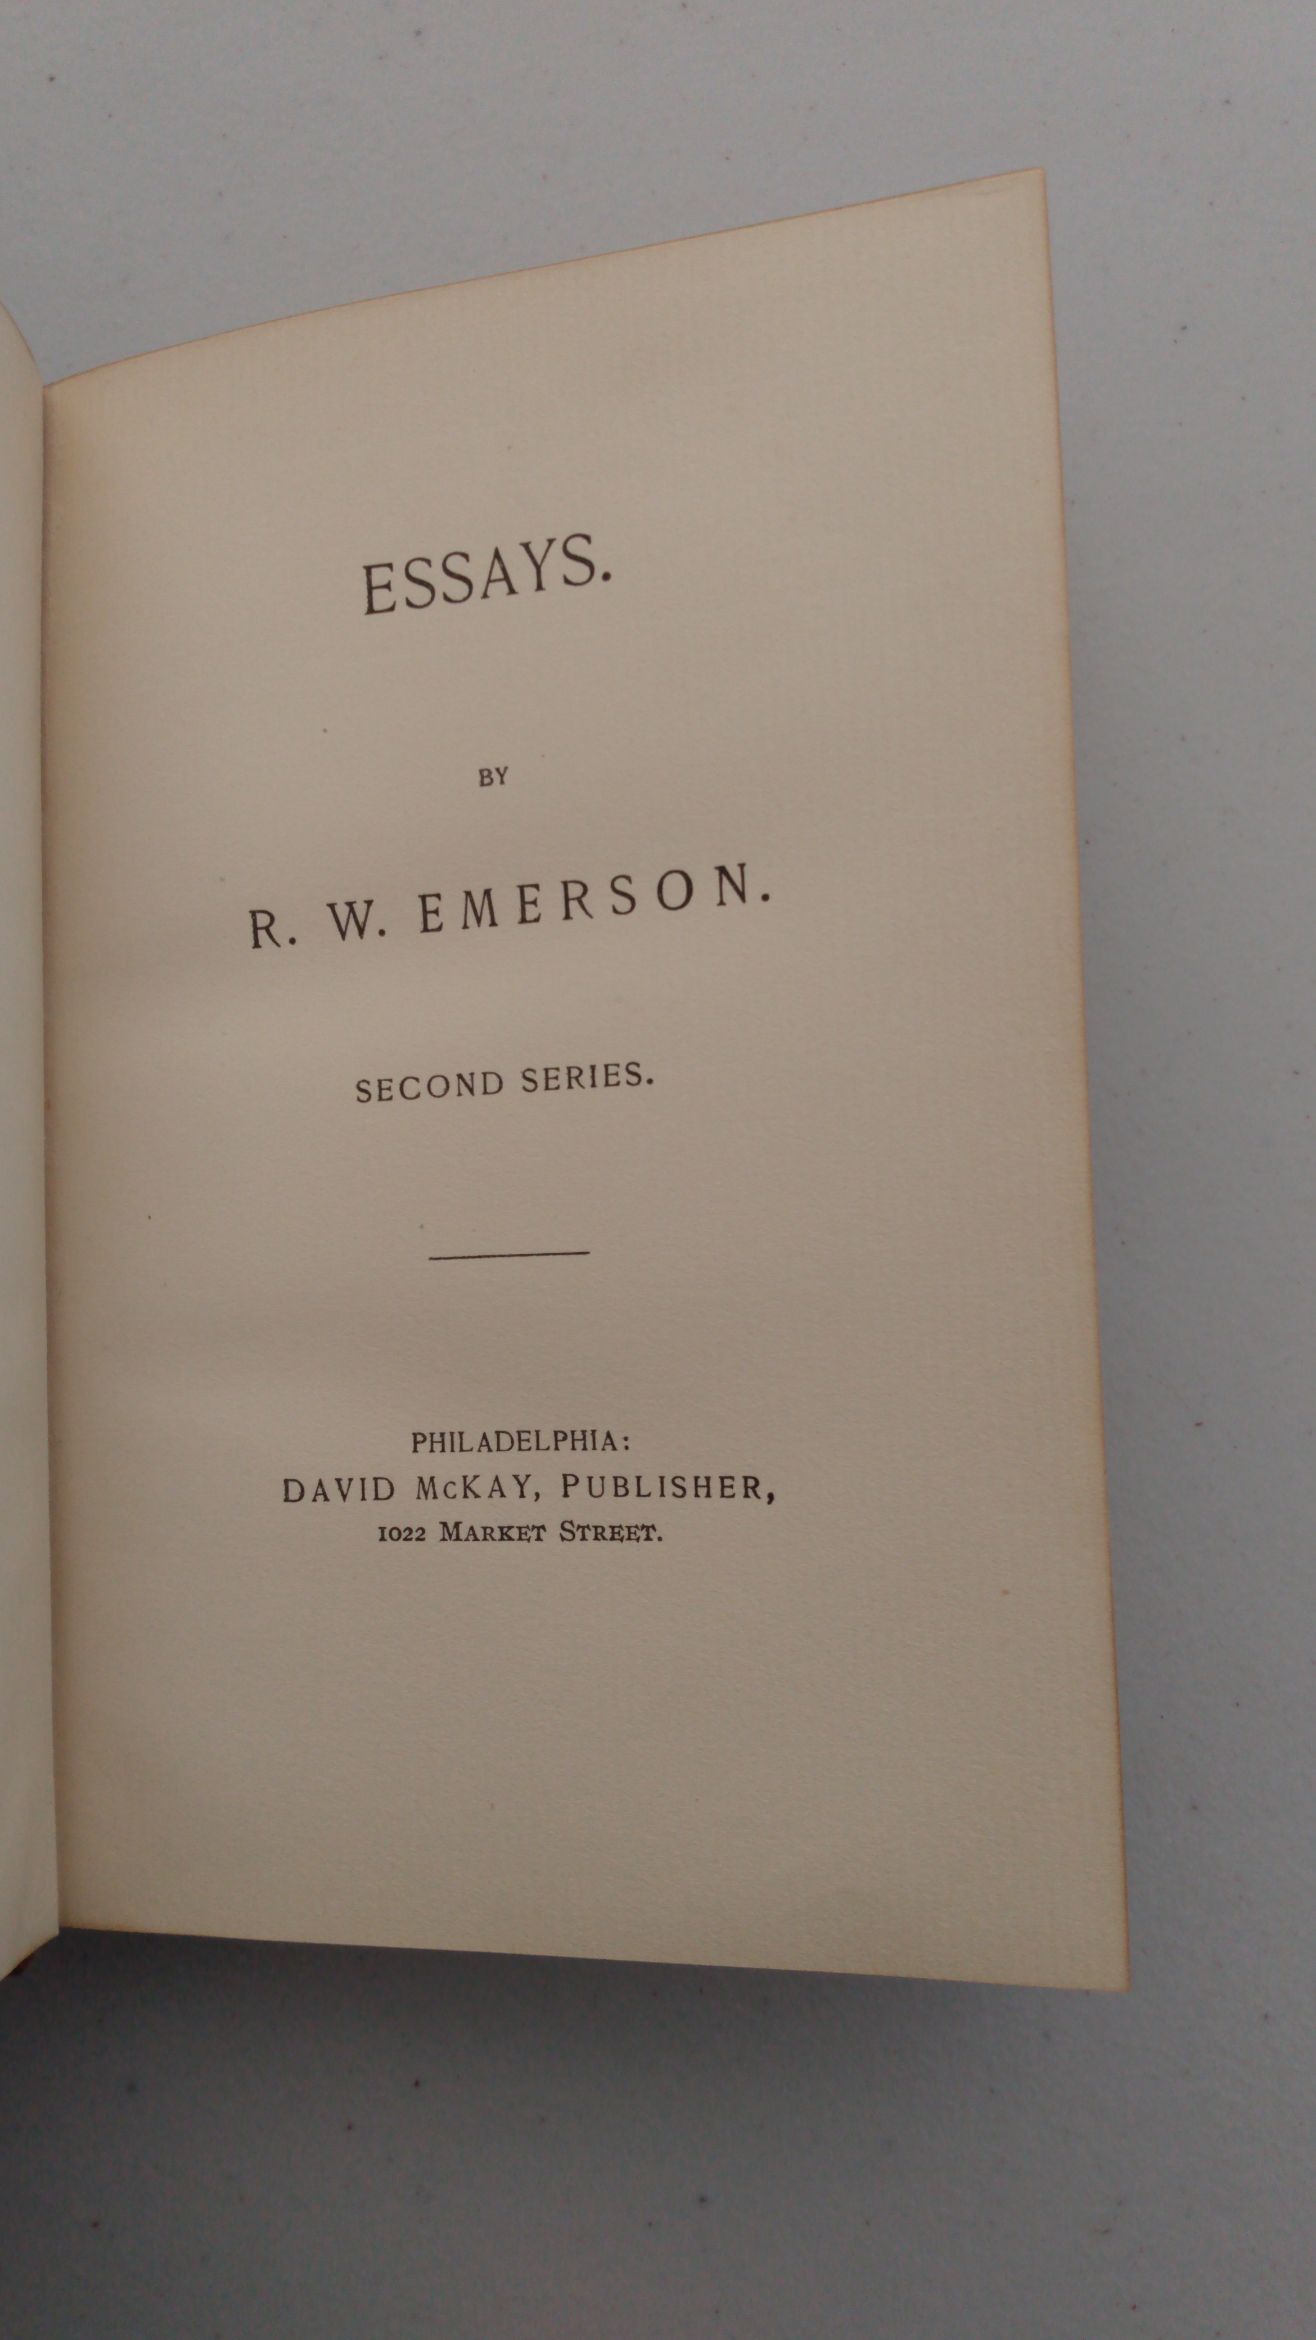 ESSAYS.
BY
R. W. EMERSON.
SECOND SERIES.
PHILADELPHIA:
DAVID McKAY, PUBLISHER,
1022 MARKET STREET.